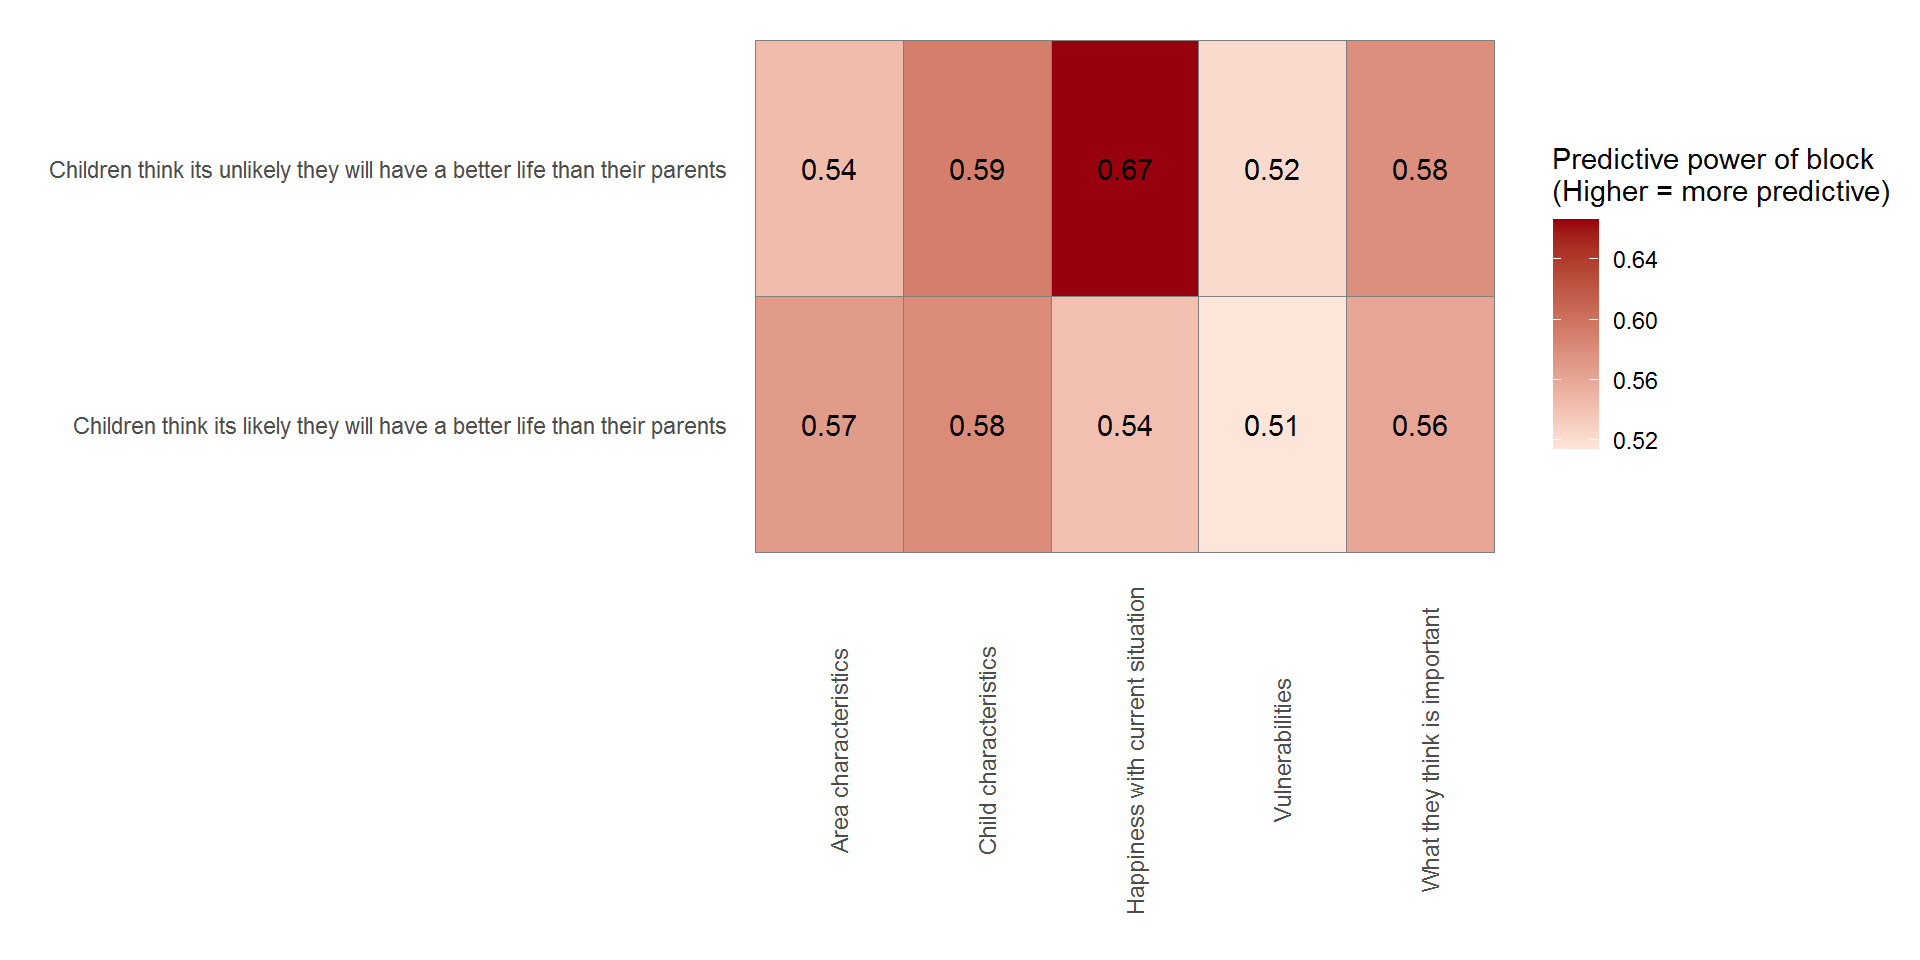 Children think its unlikely they will have a better life than their parents
0.54 0.59 0.67 0.52 0.58
Children think its likely they will have a better life than their parents
0.57 0.58 0.54 0.51 0.56
Area characteristics
Child characteristics
Happiness with current situation
Vulnerabilities
What they think is important
Predictive power of block
(Higher = more predictive)
0.64
0.60
0.56
0.52